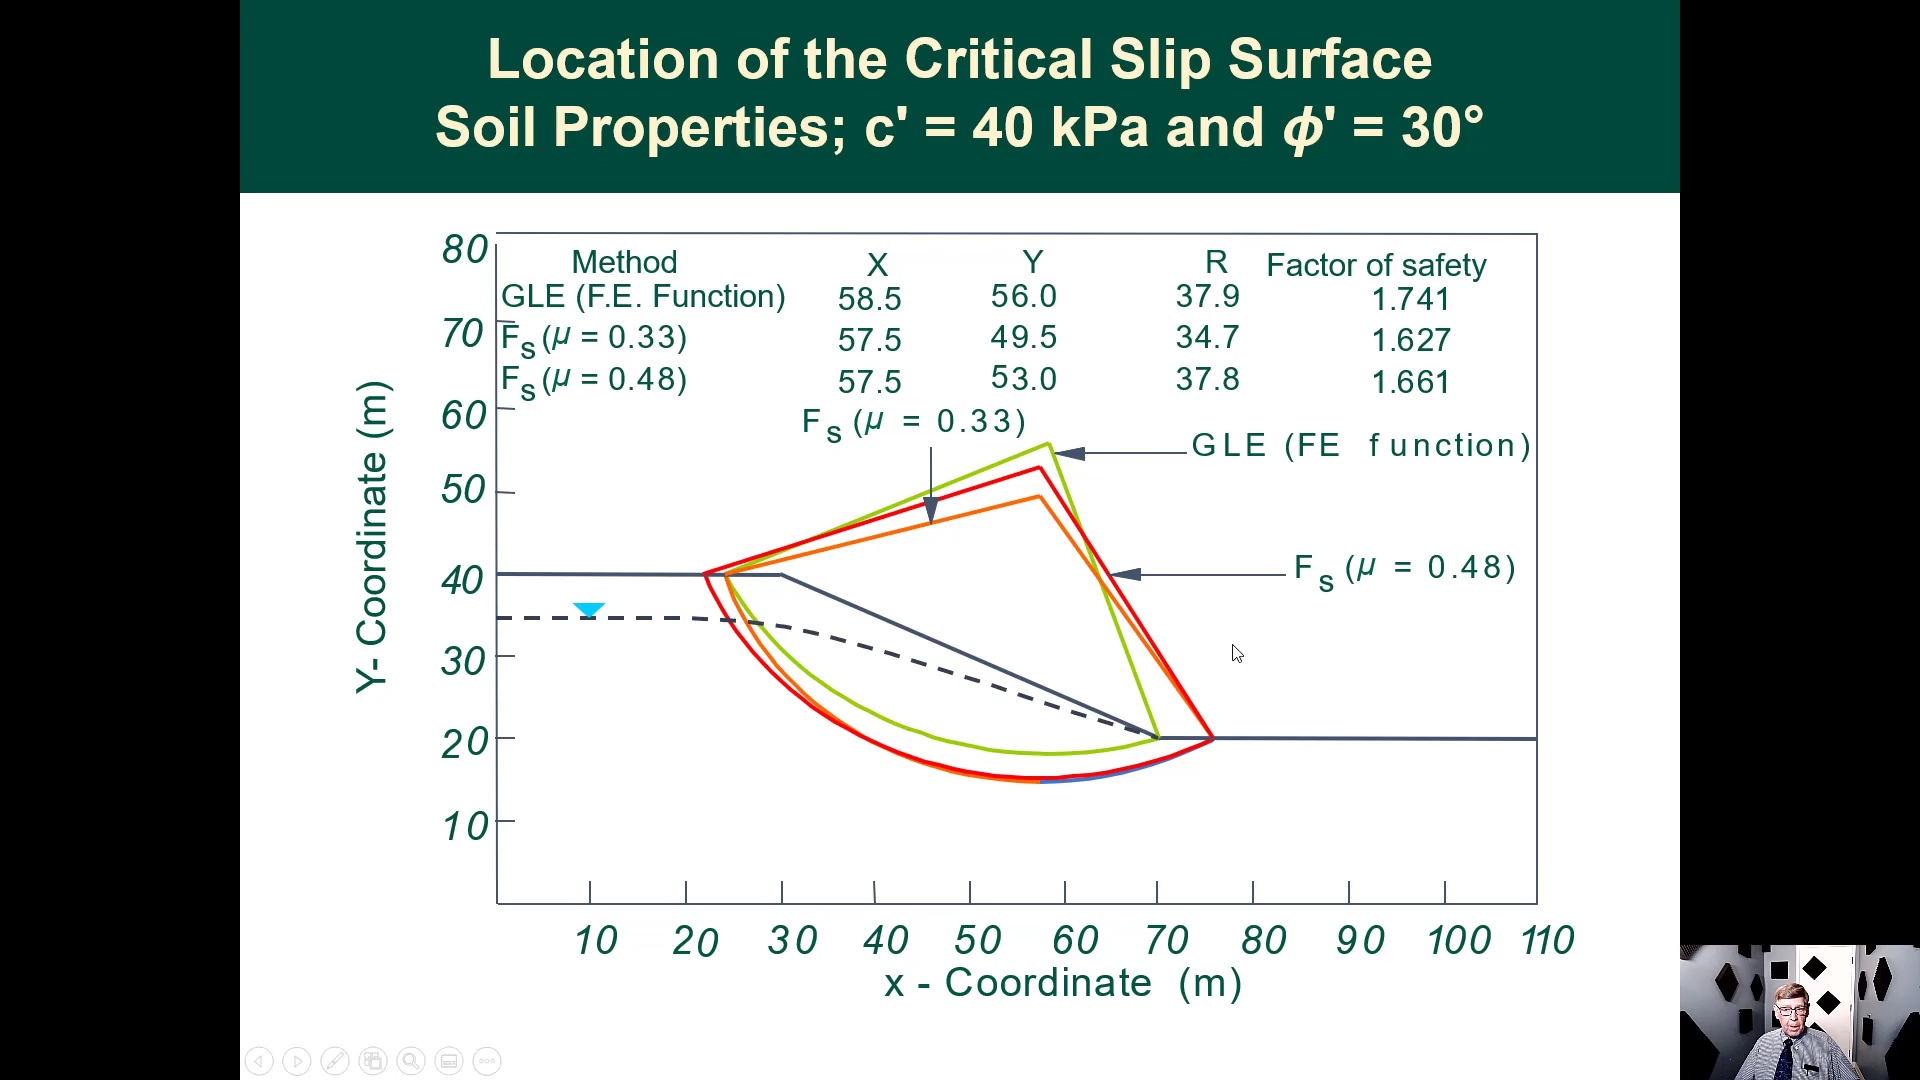 Location of the Critical Slip Surface
Soil Properties; c' = 40 kPa and ϕ' = 30°
Method X Y R Factor of safety
GLE (F.E. Function) 58.5 56.0 37.9 1.741
Fs (μ = 0.33) 57.5 49.5 34.7 1.627
Fs (μ = 0.48) 57.5 53.0 37.8 1.661
Fs (μ = 0.33)
GLE (FE function)
Fs (μ = 0.48)
Y- Coordinate (m)
80
70
60
50
40
30
20
10
10 20 30 40 50 60 70 80 90 100 110
x - Coordinate (m)